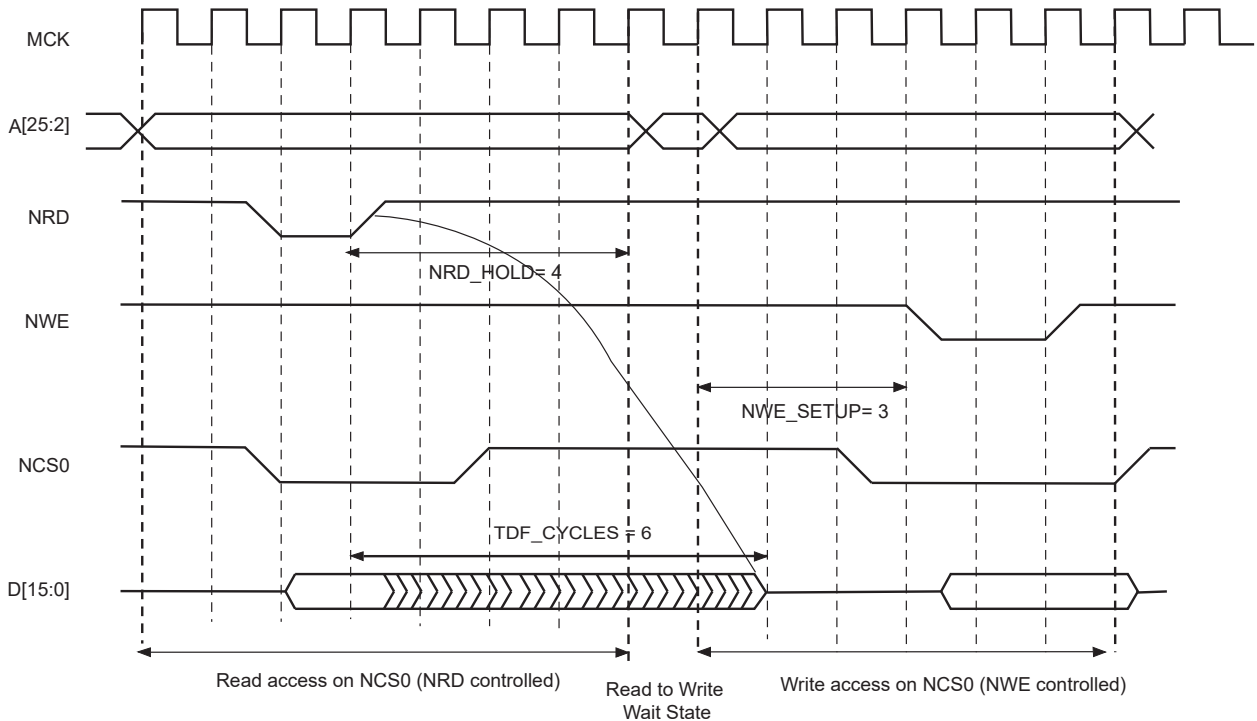 MCK
A[25:2]
NRD
NRD_HOLD= 4
NWE
NWE_SETUP= 3
NCS0
TDF_CYCLES = 6
D[15:0]
Read access on NCS0 (NRD controlled)
Read to Write
Wait State
Write access on NCS0 (NWE controlled)